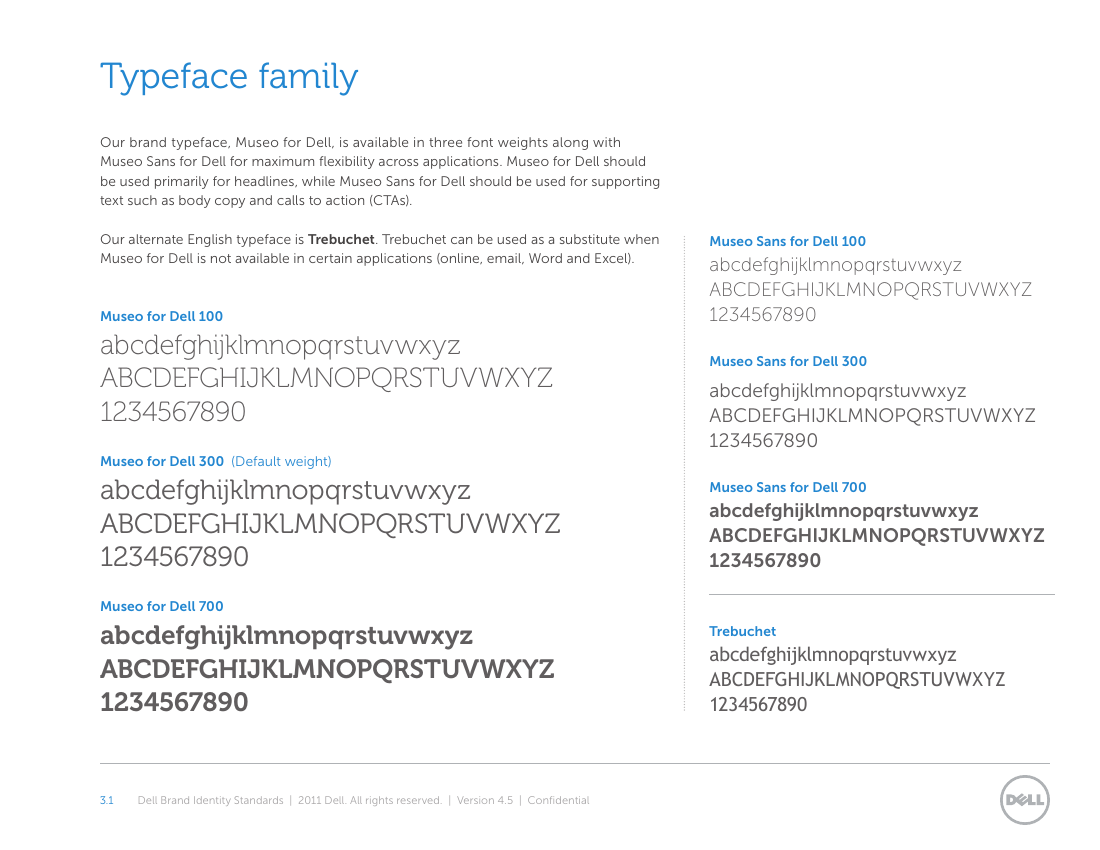 Typeface family
Our brand typeface, Museo for Dell, is available in three font weights along with
Museo Sans for Dell for maximum flexibility across applications. Museo for Dell should
be used primarily for headlines, while Museo Sans for Dell should be used for supporting
text such as body copy and calls to action (CTAs).
Our alternate English typeface is Trebuchet. Trebuchet can be used as a substitute when
Museo for Dell is not available in certain applications (online, email, Word and Excel).
Museo for Dell 100
abcdefghijklmnopqrstuvwxyz
ABCDEFGHIJKLMNOPQRSTUVWXYZ
1234567890
Museo for Dell 300 (Default weight)
abcdefghijklmnopqrstuvwxyz
ABCDEFGHIJKLMNOPQRSTUVWXYZ
1234567890
Museo for Dell 700
abcdefghijklmnopqrstuvwxyz
ABCDEFGHIJKLMNOPQRSTUVWXYZ
1234567890
Museo Sans for Dell 100
abcdefghijklmnopqrstuvwxyz
ABCDEFGHIJKLMNOPQRSTUVWXYZ
1234567890
Museo Sans for Dell 300
abcdefghijklmnopqrstuvwxyz
ABCDEFGHIJKLMNOPQRSTUVWXYZ
1234567890
Museo Sans for Dell 700
abcdefghijklmnopqrstuvwxyz
ABCDEFGHIJKLMNOPQRSTUVWXYZ
1234567890
Trebuchet
abcdefghijklmnopqrstuvwxyz
ABCDEFGHIJKLMNOPQRSTUVWXYZ
1234567890
3.1 Dell Brand Identity Standards | 2011 Dell. All rights reserved. | Version 4.5 | Confidential
DELL